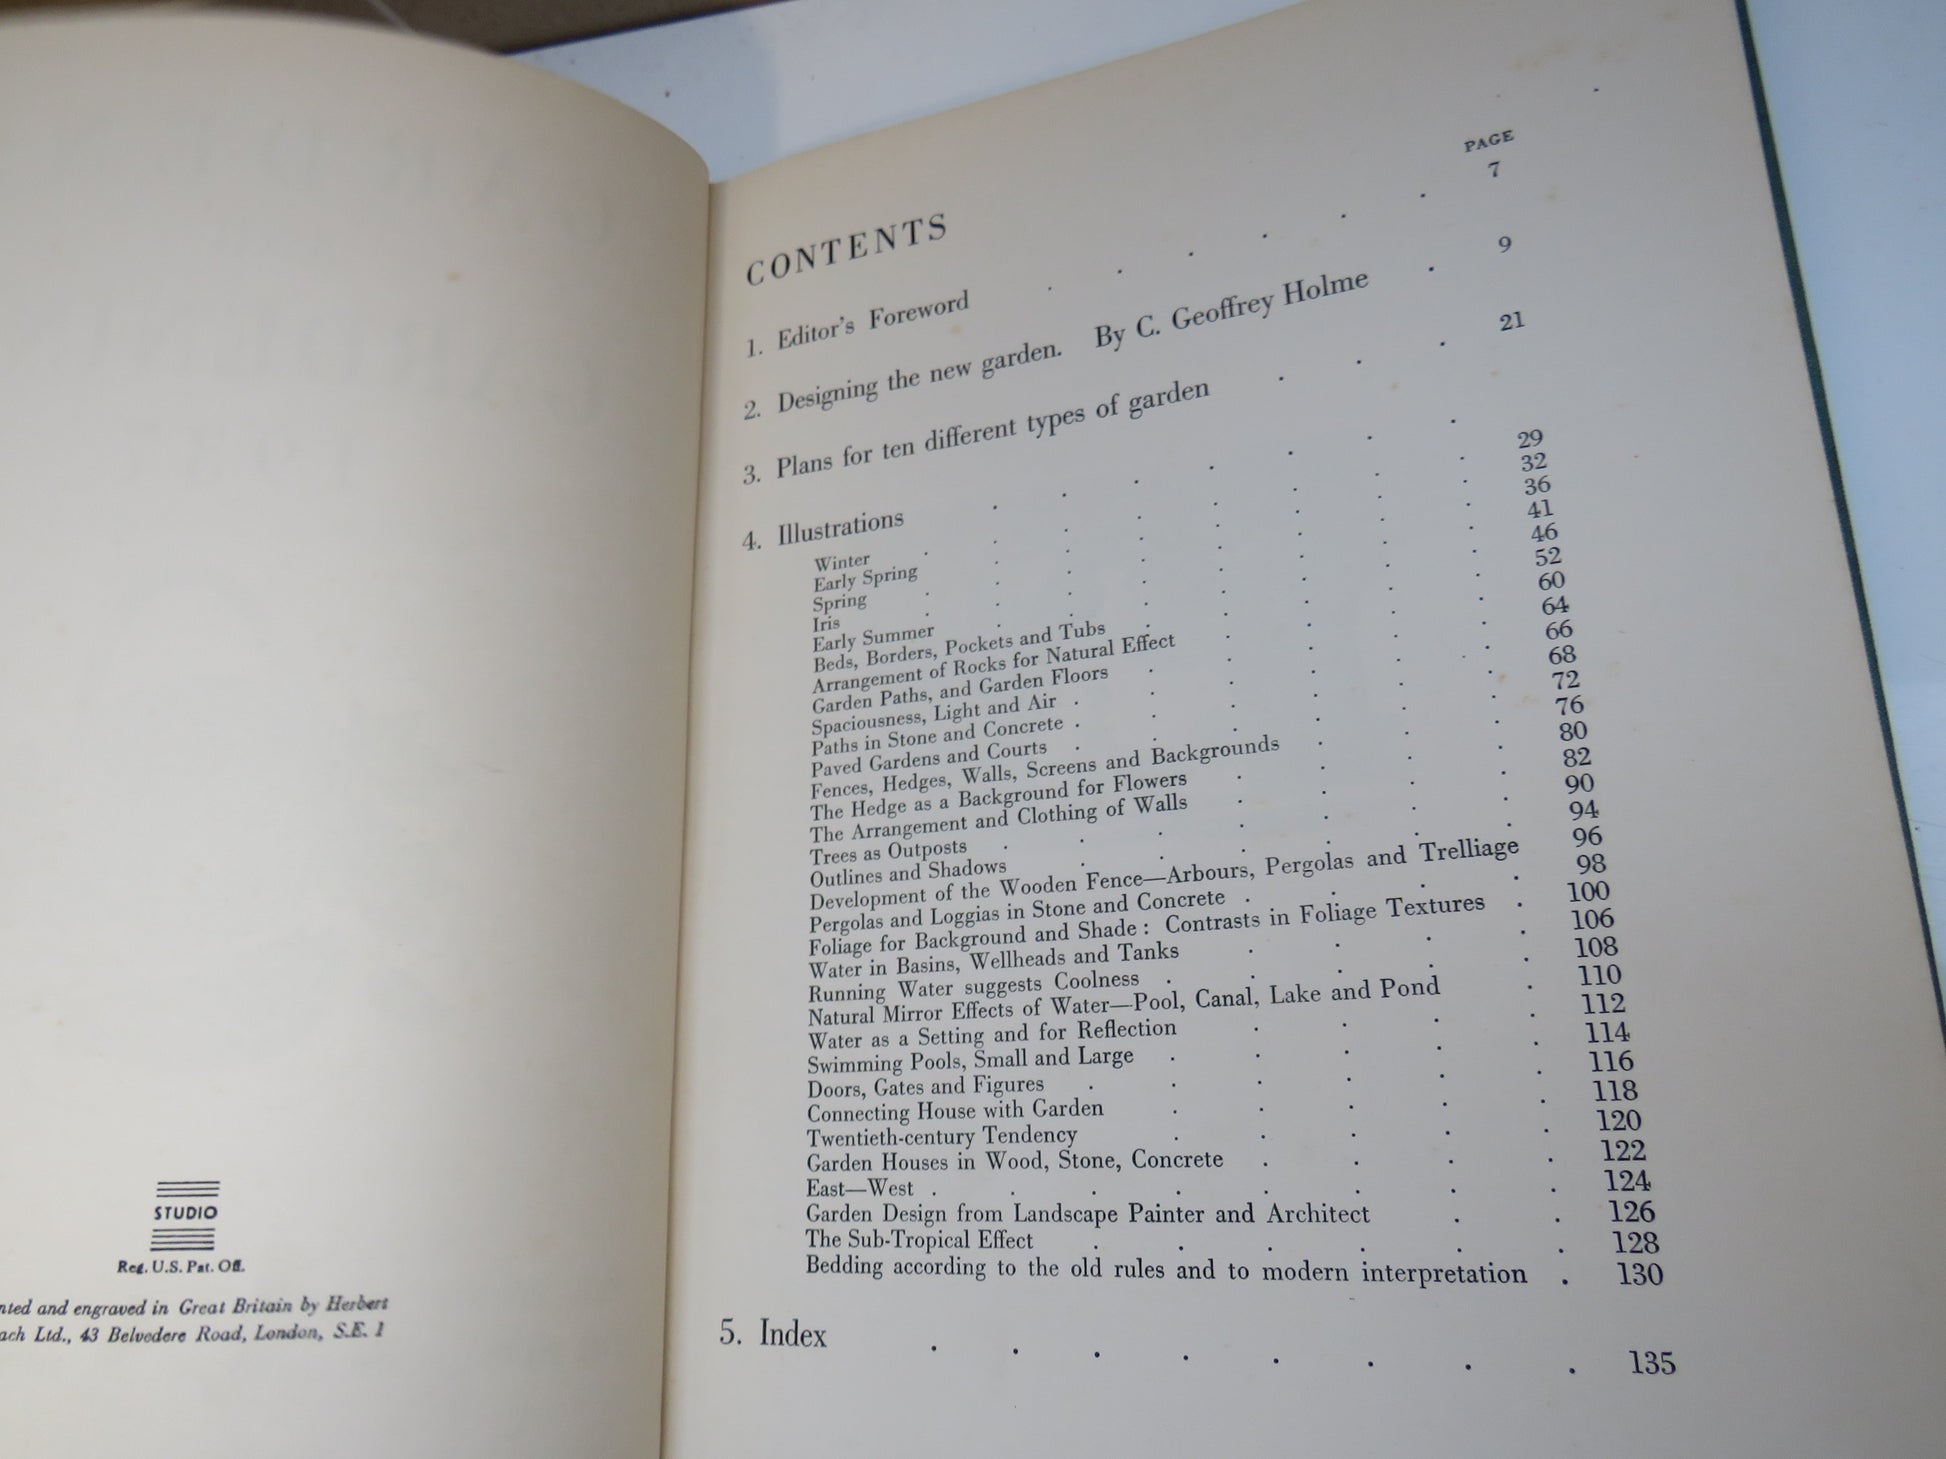 STUDIO
Reg. U.S. Pat. Off.
and engraved in Great Britain by Herbert
Ltd., 43 Belvedere Road, London, S.E. 1
CONTENTS
PAGE
1. Editor's Foreword . . . . . . 7
2. Designing the new garden. By C. Geoffrey Holme . 9
3. Plans for ten different types of garden . . . 21
4. Illustrations
Winter 29
Early Spring 32
Spring 36
Iris 41
Early Summer 46
Beds, Borders, Pockets and Tubs 52
Arrangement of Rocks for Natural Effect 60
Garden Paths, and Garden Floors 64
Spaciousness, Light and Air 66
Paths in Stone and Concrete 68
Paved Gardens and Courts 72
Fences, Hedges, Walls, Screens and Backgrounds 76
The Hedge as a Background for Flowers 80
The Arrangement and Clothing of Walls 82
Trees as Outposts 90
Outlines and Shadows 94
Development of the Wooden Fence—Arbours, Pergolas and Trelliage 96
Pergolas and Loggias in Stone and Concrete 98
Foliage for Background and Shade : Contrasts in Foliage Textures 100
Water in Basins, Wellheads and Tanks 106
Running Water suggests Coolness 108
Natural Mirror Effects of Water—Pool, Canal, Lake and Pond 110
Water as a Setting and for Reflection 112
Swimming Pools, Small and Large 114
Doors, Gates and Figures 116
Connecting House with Garden 118
Twentieth-century Tendency 120
Garden Houses in Wood, Stone, Concrete 122
East—West 124
Garden Design from Landscape Painter and Architect 126
The Sub-Tropical Effect 128
Bedding according to the old rules and to modern interpretation . 130
5. Index . . . . . . . . . 135